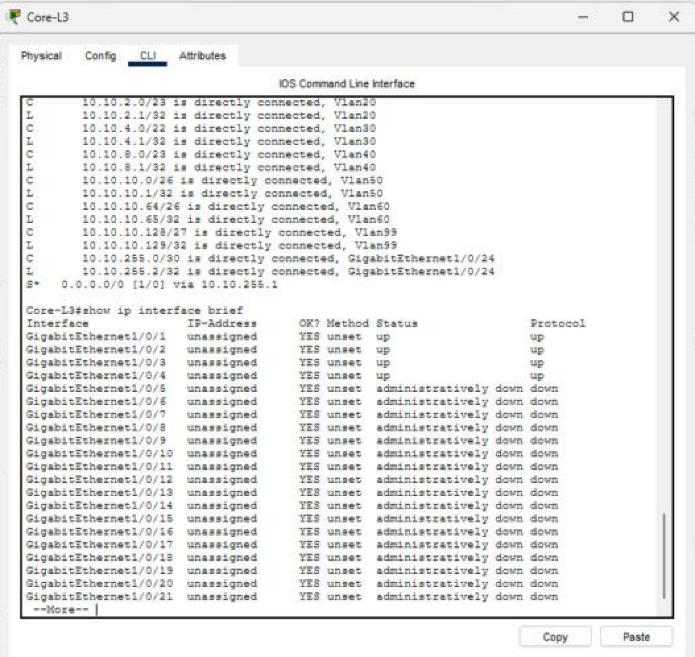 Core-L3
Physical Config CLI Attributes
IOS Command Line Interface
C 10.10.2.0/23 is directly connected, Vlan20
L 10.10.2.1/32 is directly connected, Vlan20
C 10.10.4.0/22 is directly connected, Vlan30
L 10.10.4.1/32 is directly connected, Vlan30
C 10.10.8.0/23 is directly connected, Vlan40
L 10.10.8.1/32 is directly connected, Vlan40
C 10.10.10.0/26 is directly connected, Vlan50
L 10.10.10.1/32 is directly connected, Vlan50
C 10.10.10.64/26 is directly connected, Vlan60
L 10.10.10.65/32 is directly connected, Vlan60
C 10.10.10.128/27 is directly connected, Vlan99
L 10.10.10.129/32 is directly connected, Vlan99
C 10.10.255.0/30 is directly connected, GigabitEthernet1/0/24
L 10.10.255.2/32 is directly connected, GigabitEthernet1/0/24
S* 0.0.0.0/0 [1/0] via 10.10.255.1
Core-L3#show ip interface brief
Interface IP-Address OK? Method Status Protocol
GigabitEthernet1/0/1 unassigned YES unset up up
GigabitEthernet1/0/2 unassigned YES unset up up
GigabitEthernet1/0/3 unassigned YES unset up up
GigabitEthernet1/0/4 unassigned YES unset up up
GigabitEthernet1/0/5 unassigned YES unset administratively down down
GigabitEthernet1/0/6 unassigned YES unset administratively down down
GigabitEthernet1/0/7 unassigned YES unset administratively down down
GigabitEthernet1/0/8 unassigned YES unset administratively down down
GigabitEthernet1/0/9 unassigned YES unset administratively down down
GigabitEthernet1/0/10 unassigned YES unset administratively down down
GigabitEthernet1/0/11 unassigned YES unset administratively down down
GigabitEthernet1/0/12 unassigned YES unset administratively down down
GigabitEthernet1/0/13 unassigned YES unset administratively down down
GigabitEthernet1/0/14 unassigned YES unset administratively down down
GigabitEthernet1/0/15 unassigned YES unset administratively down down
GigabitEthernet1/0/16 unassigned YES unset administratively down down
GigabitEthernet1/0/17 unassigned YES unset administratively down down
GigabitEthernet1/0/18 unassigned YES unset administratively down down
GigabitEthernet1/0/19 unassigned YES unset administratively down down
GigabitEthernet1/0/20 unassigned YES unset administratively down down
GigabitEthernet1/0/21 unassigned YES unset administratively down down
--More--
Copy Paste